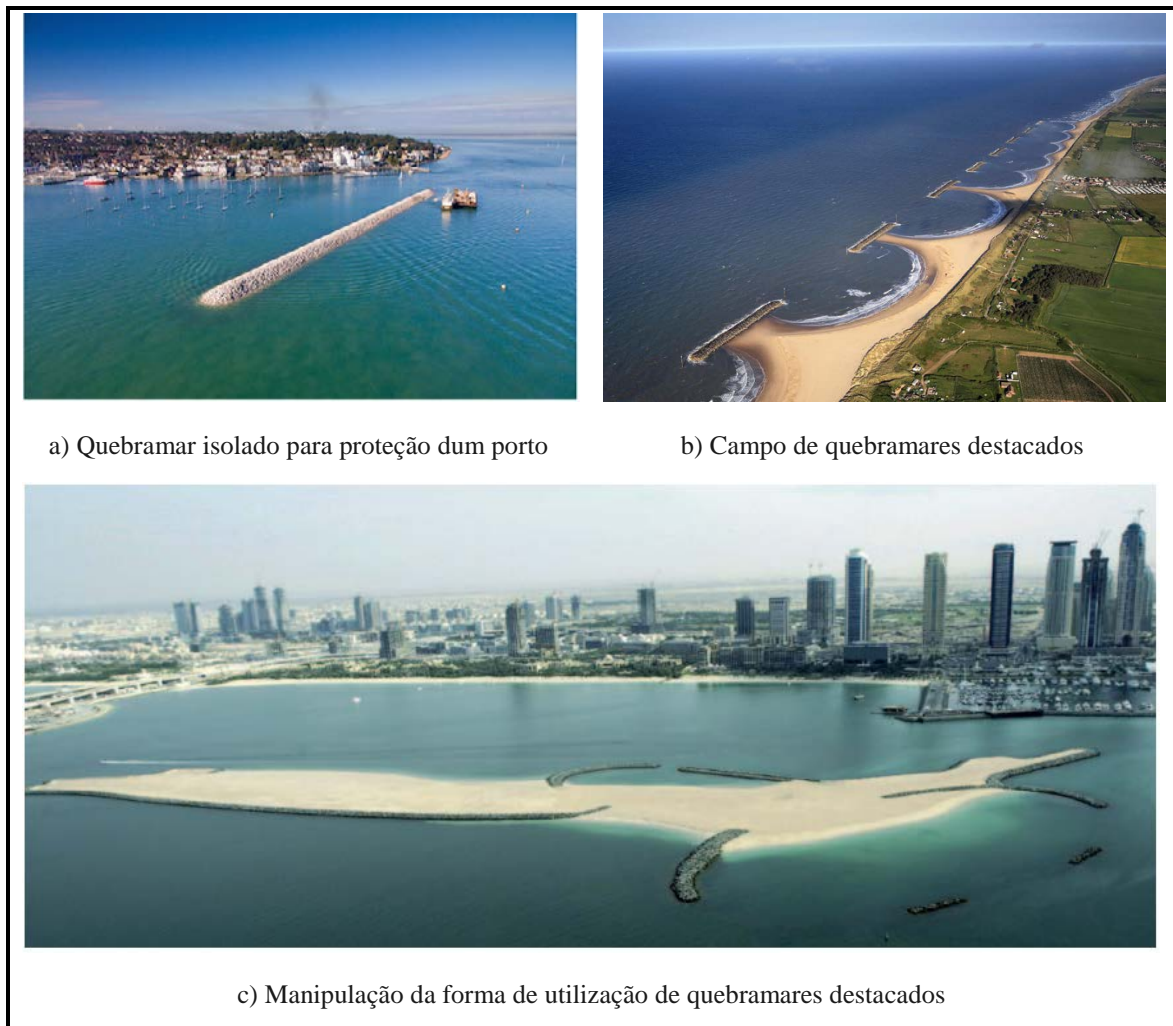 a) Quebramar isolado para proteção dum porto
b) Campo de quebramares destacados
c) Manipulação da forma de utilização de quebramares destacados